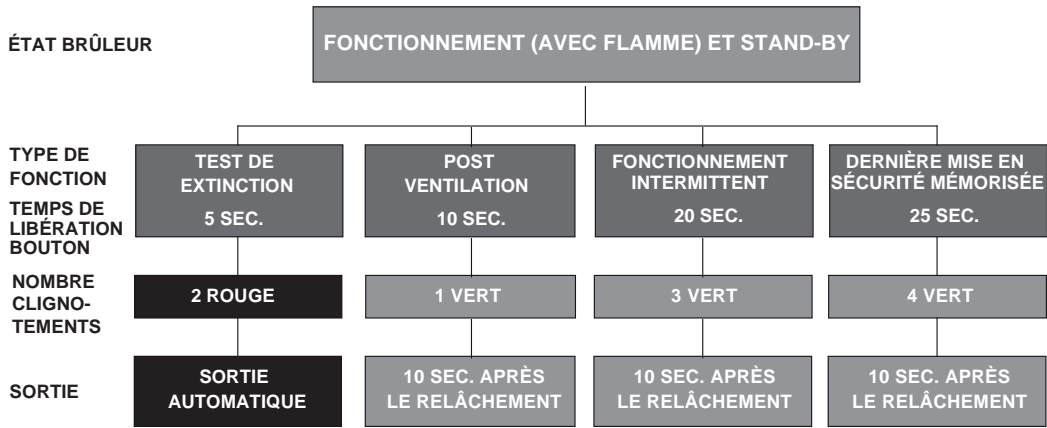 ÉTAT BRÛLEUR
FONCTIONNEMENT (AVEC FLAMME) ET STAND-BY
TYPE DE
FONCTION
TEMPS DE
LIBÉRATION
BOUTON
TEST DE
EXTINCTION
5 SEC.
POST
VENTILATION
10 SEC.
FONCTIONNEMENT
INTERMITTENT
20 SEC.
DERNIÈRE MISE EN
SÉCURITÉ MÉMORISÉE
25 SEC.
NOMBRE
CLIGNO-
TEMENTS
2 ROUGE
1 VERT
3 VERT
4 VERT
SORTIE
SORTIE
AUTOMATIQUE
10 SEC. APRÈS
LE RELÂCHEMENT
10 SEC. APRÈS
LE RELÂCHEMENT
10 SEC. APRÈS
LE RELÂCHEMENT